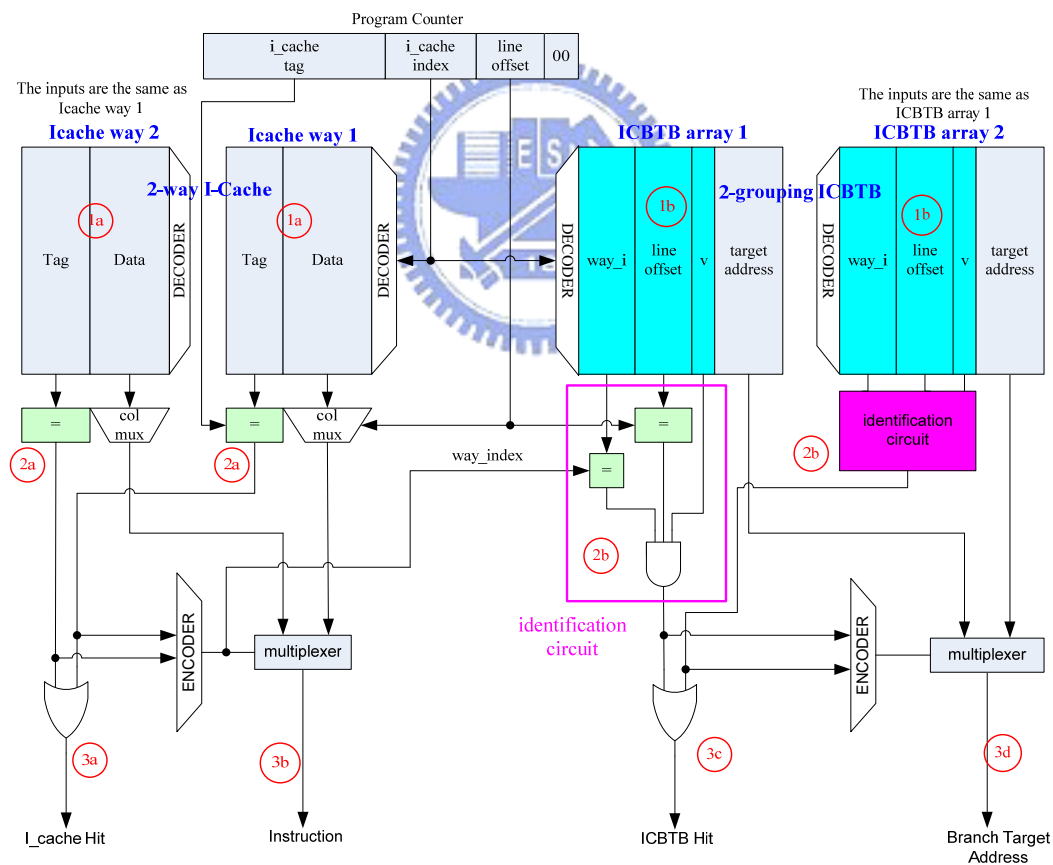 Program Counter
i_cache
tag
i_cache
index
line
offset
00
The inputs are the same as
Icache way 1
Icache way 2
Icache way 1
ICBTB array 1
The inputs are the same as
ICBTB array 1
ICBTB array 2
2-way I-Cache
2-grouping ICBTB
1a
Tag
Data
DECODER
1a
Tag
Data
DECODER
DECODER
1b
way_i
line
offset
v
target
address
DECODER
1b
way_i
line
offset
v
target
address
ES
=
col
mux
=
col
mux
=
identification
circuit
2a
2a
way_index
=
2b
2b
identification
circuit
ENCODER
multiplexer
ENCODER
multiplexer
3a
3b
3c
3d
I_cache Hit
Instruction
ICBTB Hit
Branch Target
Address